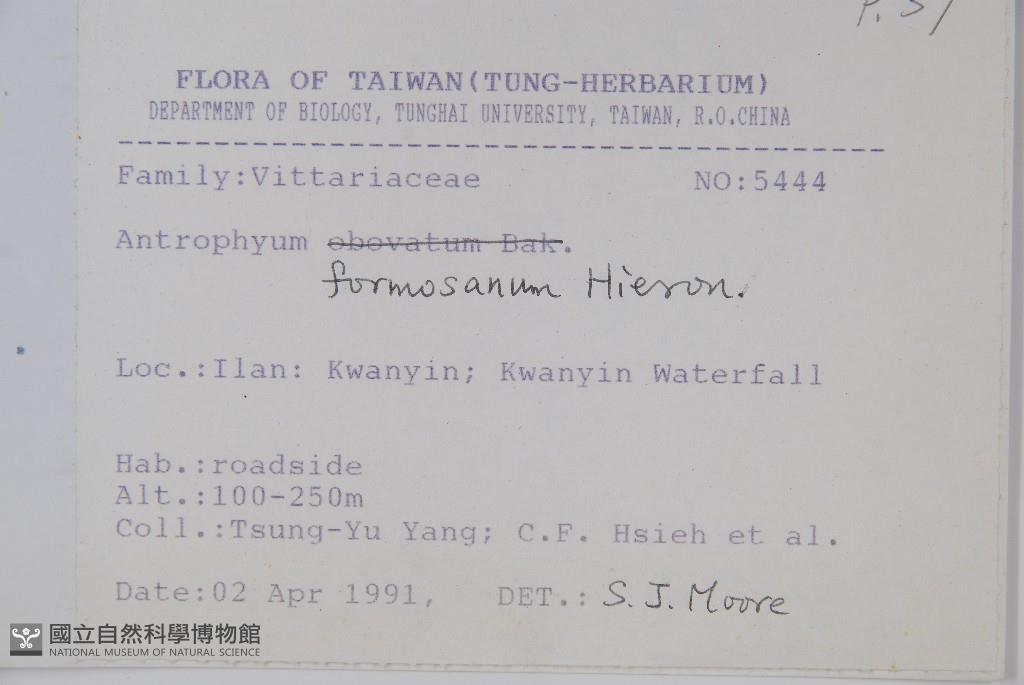 FLORA OF TAIWAN(TUNG-HERBARIUM)
DEPARTMENT OF BIOLOGY, TUNGHAI UNIVERSITY, TAIWAN, R.O.CHINA
Family:Vittariaceae NO:5444
Antrophyum obovatum Bak.
formosanum Hieron.
Loc.:Ilan: Kwanyin; Kwanyin Waterfall
Hab.:roadside
Alt.:100-250m
Coll.:Tsung-Yu Yang; C.F. Hsieh et al.
Date:02 Apr 1991, DET.: S. J. Moore
國立自然科學博物館
NATIONAL MUSEUM OF NATURAL SCIENCE